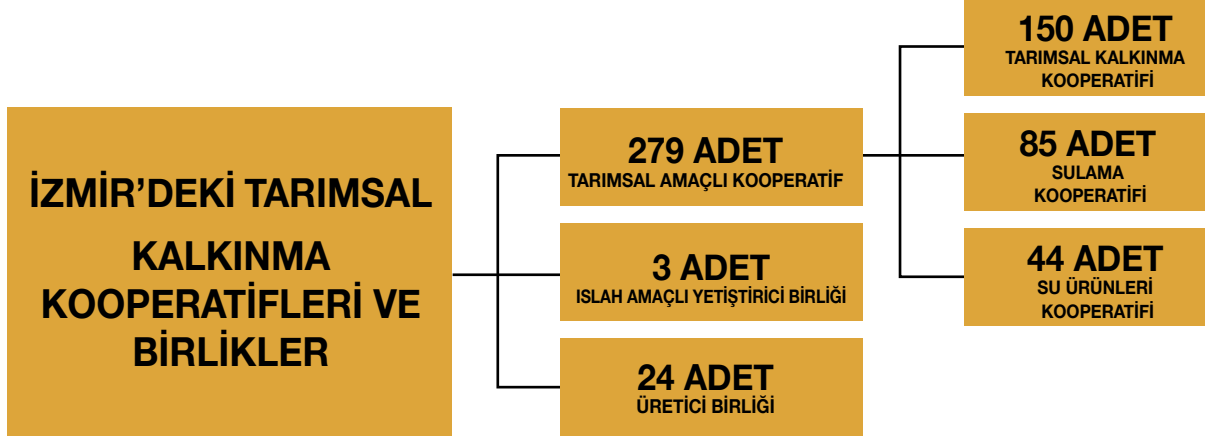 İZMİR'DEKİ TARIMSAL
KALKINMA
KOOPERATİFLERİ VE
BİRLİKLER
279 ADET
TARIMSAL AMAÇLI KOOPERATİF
3 ADET
ISLAH AMAÇLI YETİŞTİRİCİ BİRLİĞİ
24 ADET
ÜRETİCİ BİRLİĞİ
150 ADET
TARIMSAL KALKINMA
KOOPERATİFİ
85 ADET
SULAMA
KOOPERATİFİ
44 ADET
SU ÜRÜNLERİ
KOOPERATİFİ